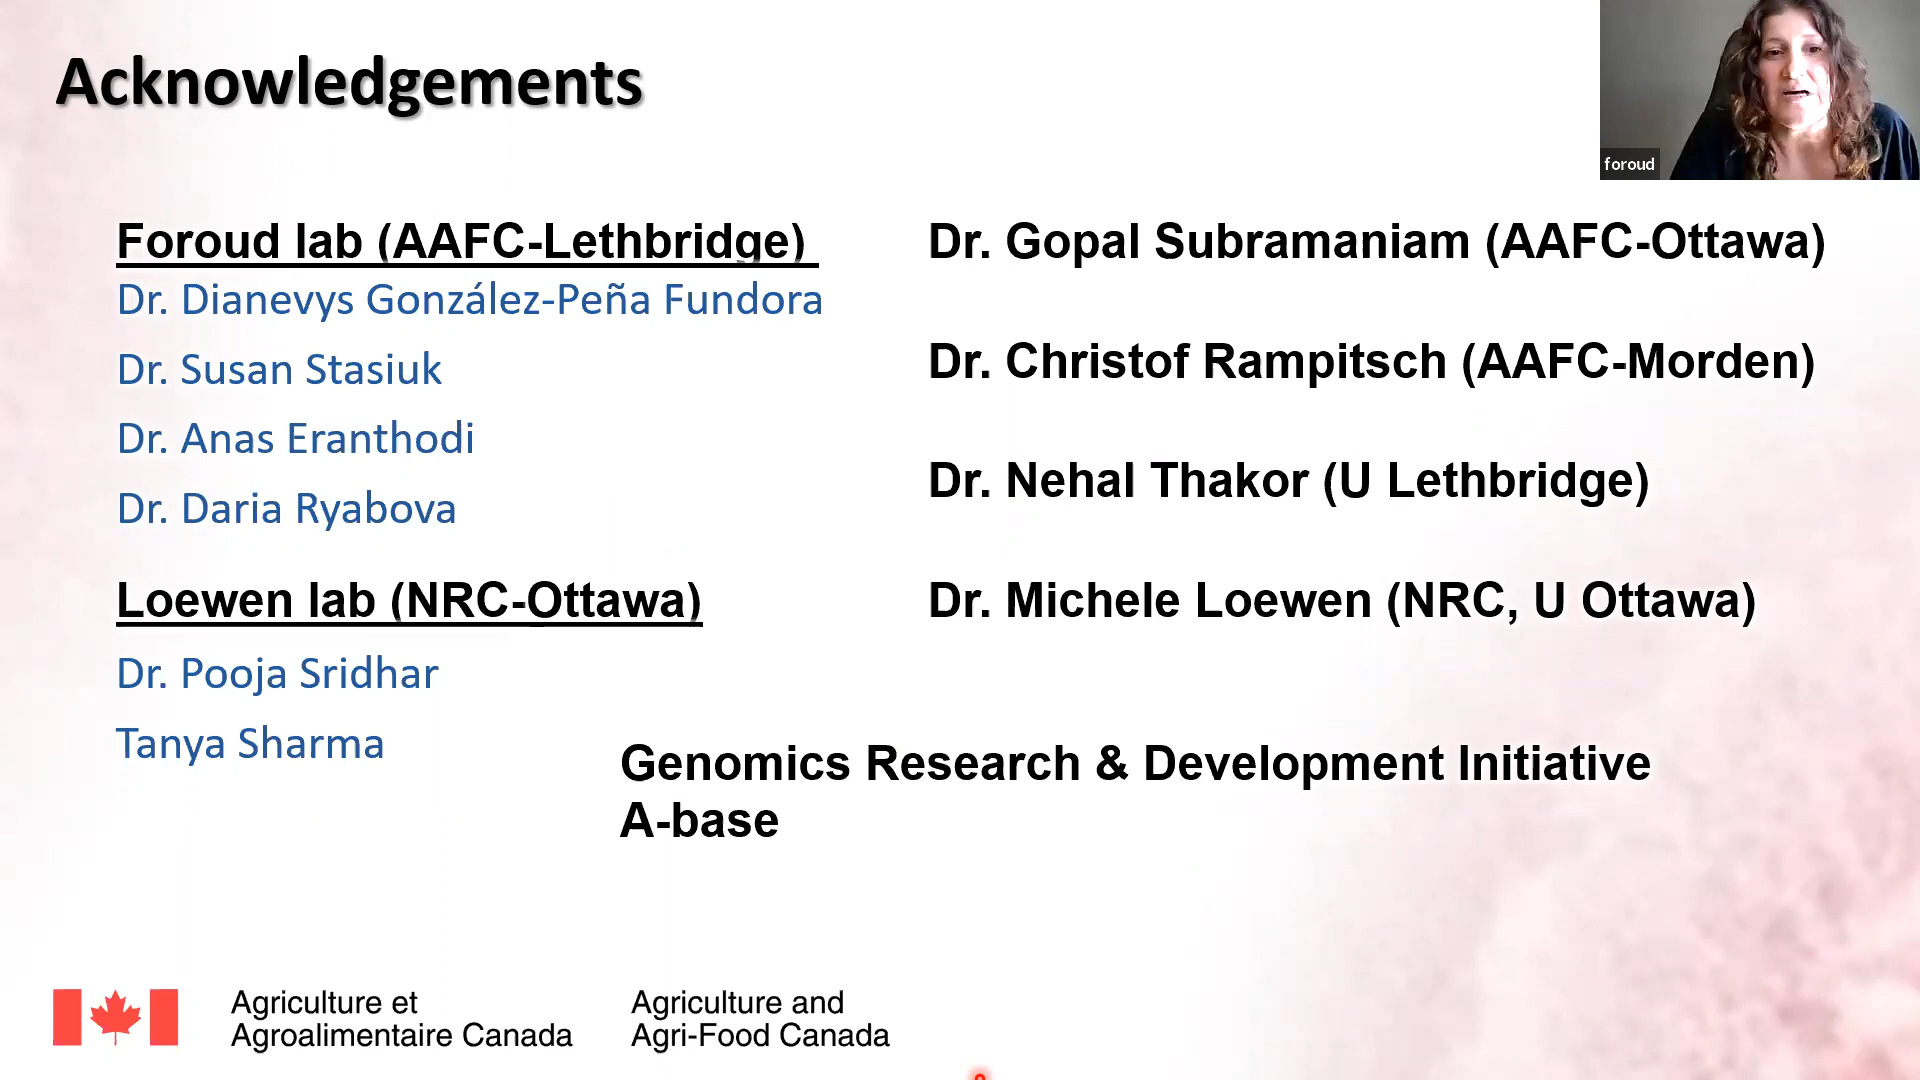 Acknowledgements
foroud
Foroud lab (AAFC-Lethbridge)
Dr. Dianevys González-Peña Fundora
Dr. Susan Stasiuk
Dr. Anas Eranthodi
Dr. Daria Ryabova
Loewen lab (NRC-Ottawa)
Dr. Pooja Sridhar
Tanya Sharma
Dr. Gopal Subramaniam (AAFC-Ottawa)
Dr. Christof Rampitsch (AAFC-Morden)
Dr. Nehal Thakor (U Lethbridge)
Dr. Michele Loewen (NRC, U Ottawa)
Genomics Research & Development Initiative
A-base
Agriculture et
Agroalimentaire Canada
Agriculture and
Agri-Food Canada